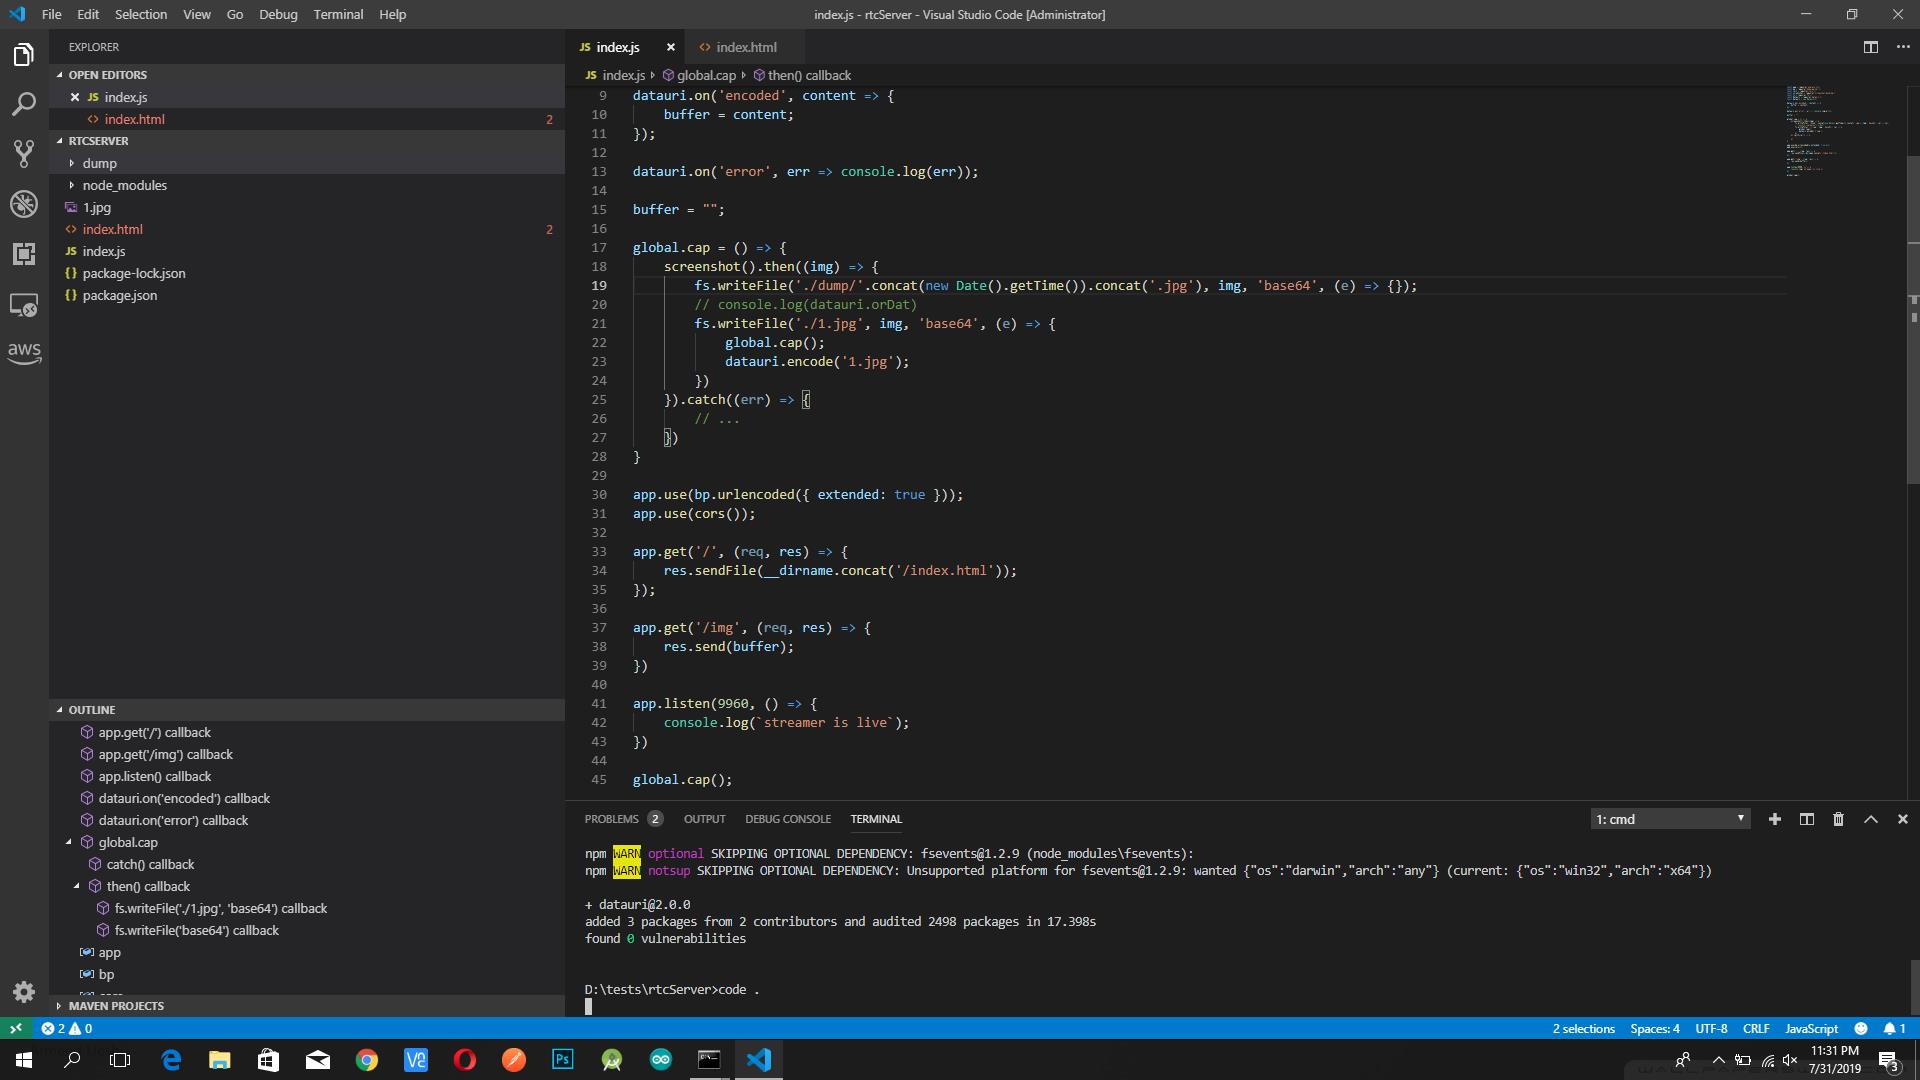 File Edit Selection View Go Debug Terminal Help
index.js - rtcServer - Visual Studio Code [Administrator]
EXPLORER
OPEN EDITORS
JS index.js
<> index.html 2
RTCSERVER
dump
node_modules
1.jpg
<> index.html 2
JS index.js
{} package-lock.json
{} package.json
aws
OUTLINE
app.get('/') callback
app.get('/img') callback
app.listen() callback
datauri.on('encoded') callback
datauri.on('error') callback
global.cap
catch() callback
then() callback
fs.writeFile('./1.jpg', 'base64') callback
fs.writeFile('base64') callback
app
bp
MAVEN PROJECTS
JS index.js <> index.html
JS index.js global.cap then() callback
9 datauri.on('encoded', content => {
10 buffer = content;
11 });
12
13 datauri.on('error', err => console.log(err));
14
15 buffer = "";
16
17 global.cap = () => {
18 screenshot().then((img) => {
19 fs.writeFile('./dump/'.concat(new Date().getTime()).concat('.jpg'), img, 'base64', (e) => {});
20 // console.log(datauri.orDat)
21 fs.writeFile('./1.jpg', img, 'base64', (e) => {
22 global.cap();
23 datauri.encode('1.jpg');
24 })
25 }).catch((err) => {
26 // ...
27 })
28 }
29
30 app.use(bp.urlencoded({ extended: true }));
31 app.use(cors());
32
33 app.get('/', (req, res) => {
34 res.sendFile(__dirname.concat('/index.html'));
35 });
36
37 app.get('/img', (req, res) => {
38 res.send(buffer);
39 })
40
41 app.listen(9960, () => {
42 console.log(`streamer is live`);
43 })
44
45 global.cap();
PROBLEMS 2 OUTPUT DEBUG CONSOLE TERMINAL 1: cmd
npm WARN optional SKIPPING OPTIONAL DEPENDENCY: fsevents@1.2.9 (node_modules\fsevents):
npm WARN notsup SKIPPING OPTIONAL DEPENDENCY: Unsupported platform for fsevents@1.2.9: wanted {"os":"darwin","arch":"any"} (current: {"os":"win32","arch":"x64"})
+ datauri@2.0.0
added 3 packages from 2 contributors and audited 2498 packages in 17.398s
found 0 vulnerabilities
D:\tests\rtcServer>code .
2 0 2 selections Spaces: 4 UTF-8 CRLF JavaScript 1
Ps
11:31 PM
7/31/2019
3